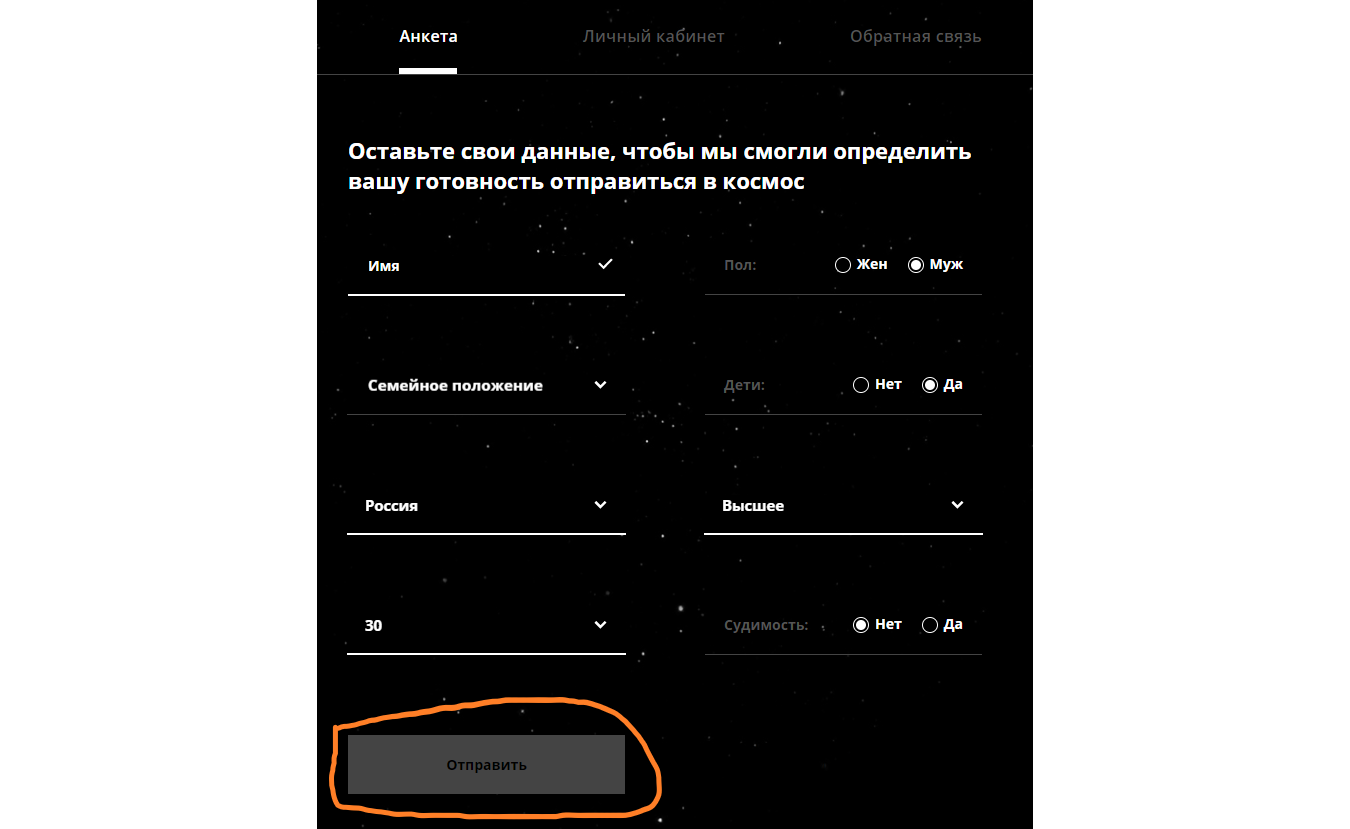 Анкета Личный кабинет Обратная связь
Оставьте свои данные, чтобы мы смогли определить
вашу готовность отправиться в космос
Имя Пол: Жен Муж
Семейное положение Дети: Нет Да
Россия Высшее
30 Судимость: Нет Да
Отправить